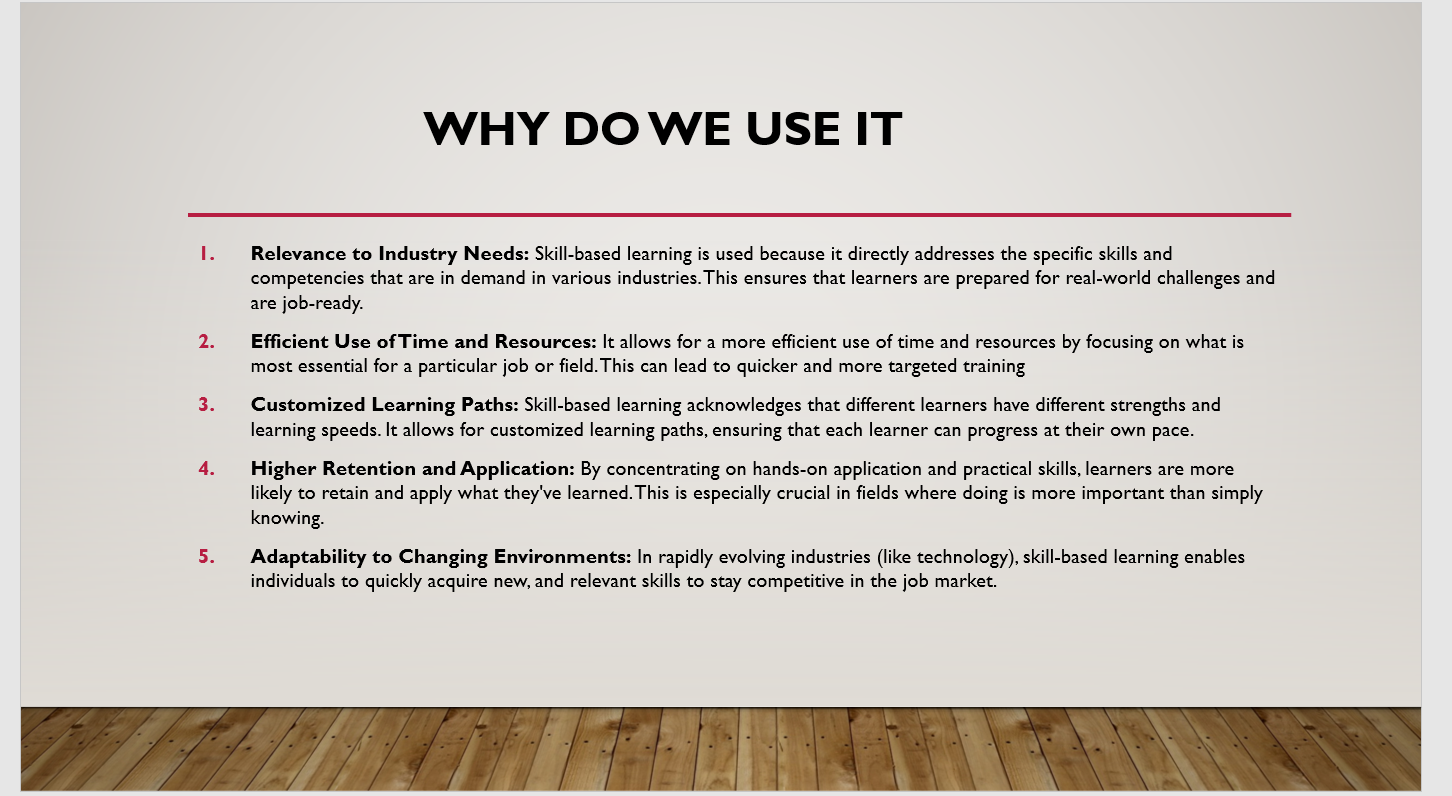 WHY DO WE USE IT
1. Relevance to Industry Needs: Skill-based learning is used because it directly addresses the specific skills and
competencies that are in demand in various industries. This ensures that learners are prepared for real-world challenges and
are job-ready.
2. Efficient Use of Time and Resources: It allows for a more efficient use of time and resources by focusing on what is
most essential for a particular job or field. This can lead to quicker and more targeted training
3. Customized Learning Paths: Skill-based learning acknowledges that different learners have different strengths and
learning speeds. It allows for customized learning paths, ensuring that each learner can progress at their own pace.
4. Higher Retention and Application: By concentrating on hands-on application and practical skills, learners are more
likely to retain and apply what they've learned. This is especially crucial in fields where doing is more important than simply
knowing.
5. Adaptability to Changing Environments: In rapidly evolving industries (like technology), skill-based learning enables
individuals to quickly acquire new, and relevant skills to stay competitive in the job market.